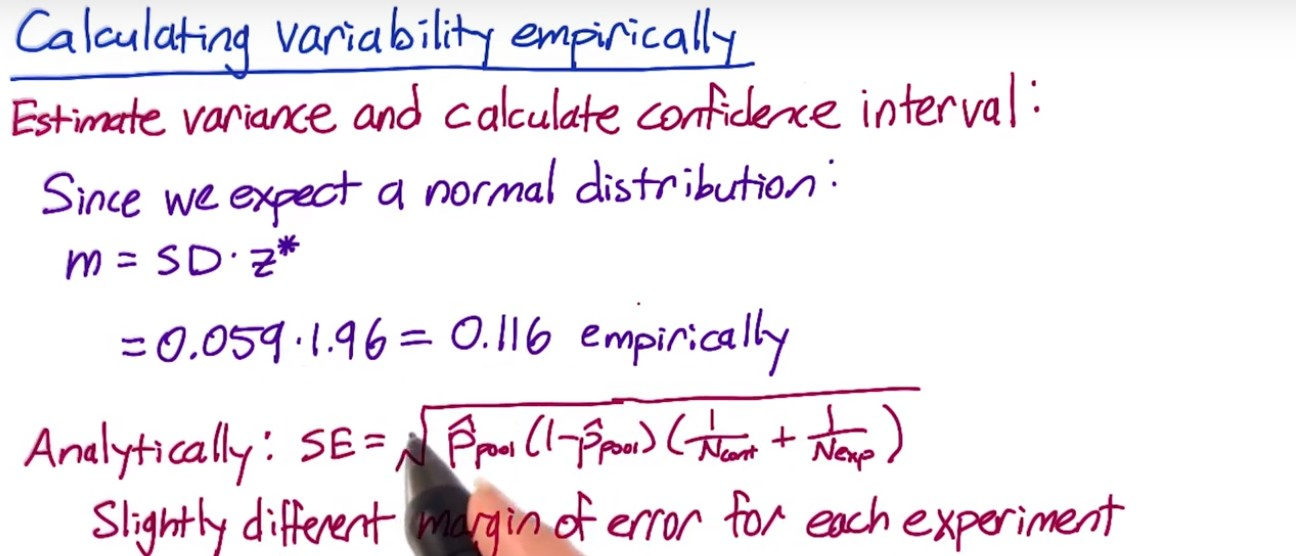 Calculating variability empirically
Estimate variance and calculate confidence interval:
Since we expect a normal distribution:
m = SD · z*
= 0.059 · 1.96 = 0.116 empirically
Analytically: SE = √(p̂pool (1-p̂pool) (1/Ncont + 1/Nexp))
Slightly different margin of error for each experiment